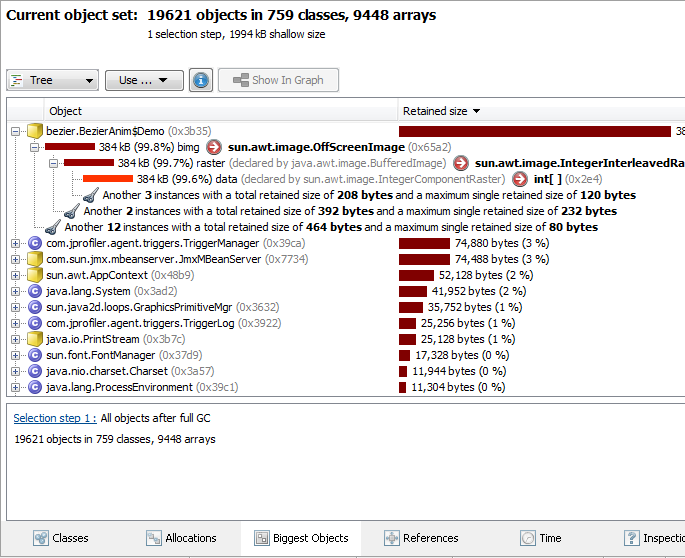 Current object set: 19621 objects in 759 classes, 9448 arrays
1 selection step, 1994 kB shallow size
Tree Use ... Show In Graph
Object Retained size
bezier.BezierAnim$Demo (0x3b35) 38
384 kB (99.8%) bimg sun.awt.image.OffScreenImage (0x65a2)
384 kB (99.7%) raster (declared by java.awt.image.BufferedImage) sun.awt.image.IntegerInterleavedRa
384 kB (99.6%) data (declared by sun.awt.image.IntegerComponentRaster) int[ ] (0x2e4)
Another 3 instances with a total retained size of 208 bytes and a maximum single retained size of 120 bytes
Another 2 instances with a total retained size of 392 bytes and a maximum single retained size of 232 bytes
Another 12 instances with a total retained size of 464 bytes and a maximum single retained size of 80 bytes
com.jprofiler.agent.triggers.TriggerManager (0x39ca) 74,880 bytes (3 %)
com.sun.jmx.mbeanserver.JmxMBeanServer (0x7734) 74,488 bytes (3 %)
sun.awt.AppContext (0x48b9) 52,128 bytes (2 %)
java.lang.System (0x3ad2) 41,952 bytes (2 %)
sun.java2d.loops.GraphicsPrimitiveMgr (0x3632) 35,752 bytes (1 %)
com.jprofiler.agent.triggers.TriggerLog (0x3922) 25,256 bytes (1 %)
java.io.PrintStream (0x3b7c) 25,128 bytes (1 %)
sun.font.FontManager (0x37d9) 17,328 bytes (0 %)
java.nio.charset.Charset (0x3a57) 11,944 bytes (0 %)
java.lang.ProcessEnvironment (0x39c1) 11,304 bytes (0 %)
Selection step 1 : All objects after full GC
19621 objects in 759 classes, 9448 arrays
Classes Allocations Biggest Objects References Time Inspectio